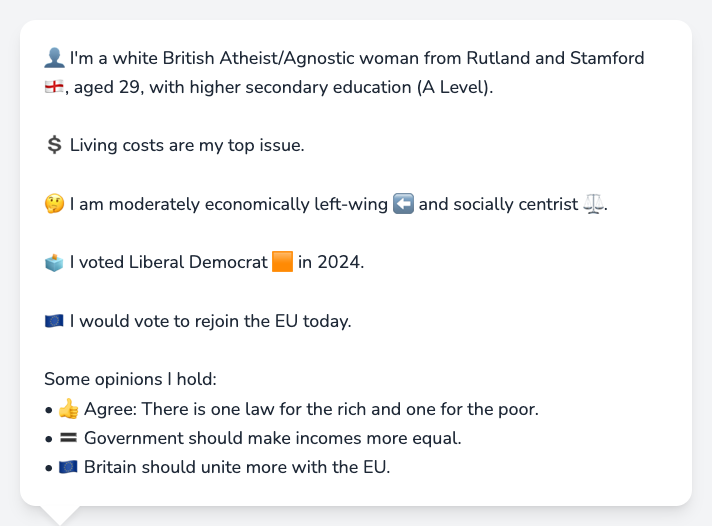 👤 I'm a white British Atheist/Agnostic woman from Rutland and Stamford
🏴󠁧󠁢󠁥󠁮󠁧󠁿, aged 29, with higher secondary education (A Level).
💲 Living costs are my top issue.
🤔 I am moderately economically left-wing ⬅️ and socially centrist ⚖️.
🗳️ I voted Liberal Democrat 🟧 in 2024.
🇪🇺 I would vote to rejoin the EU today.
Some opinions I hold:
• 👍 Agree: There is one law for the rich and one for the poor.
• 🟰 Government should make incomes more equal.
• 🇪🇺 Britain should unite more with the EU.